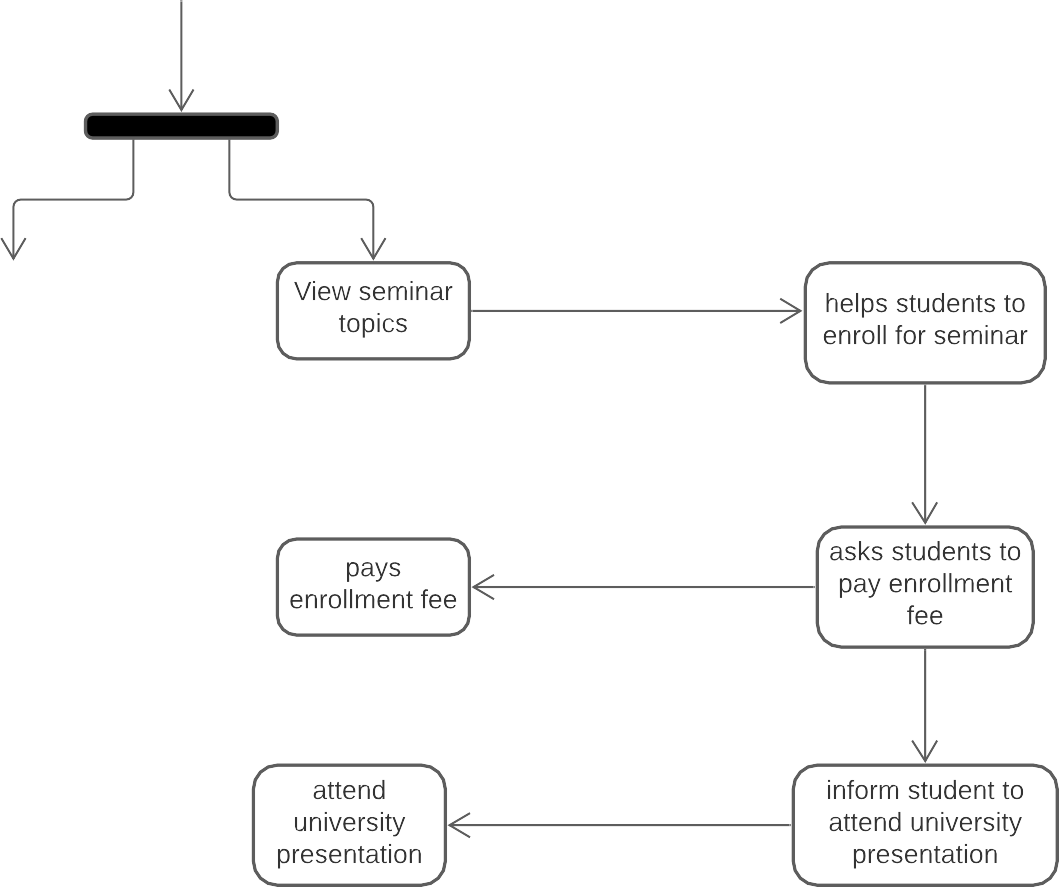 View seminar
topics
helps students to
enroll for seminar
pays
enrollment fee
asks students to
pay enrollment
fee
attend
university
presentation
inform student to
attend university
presentation